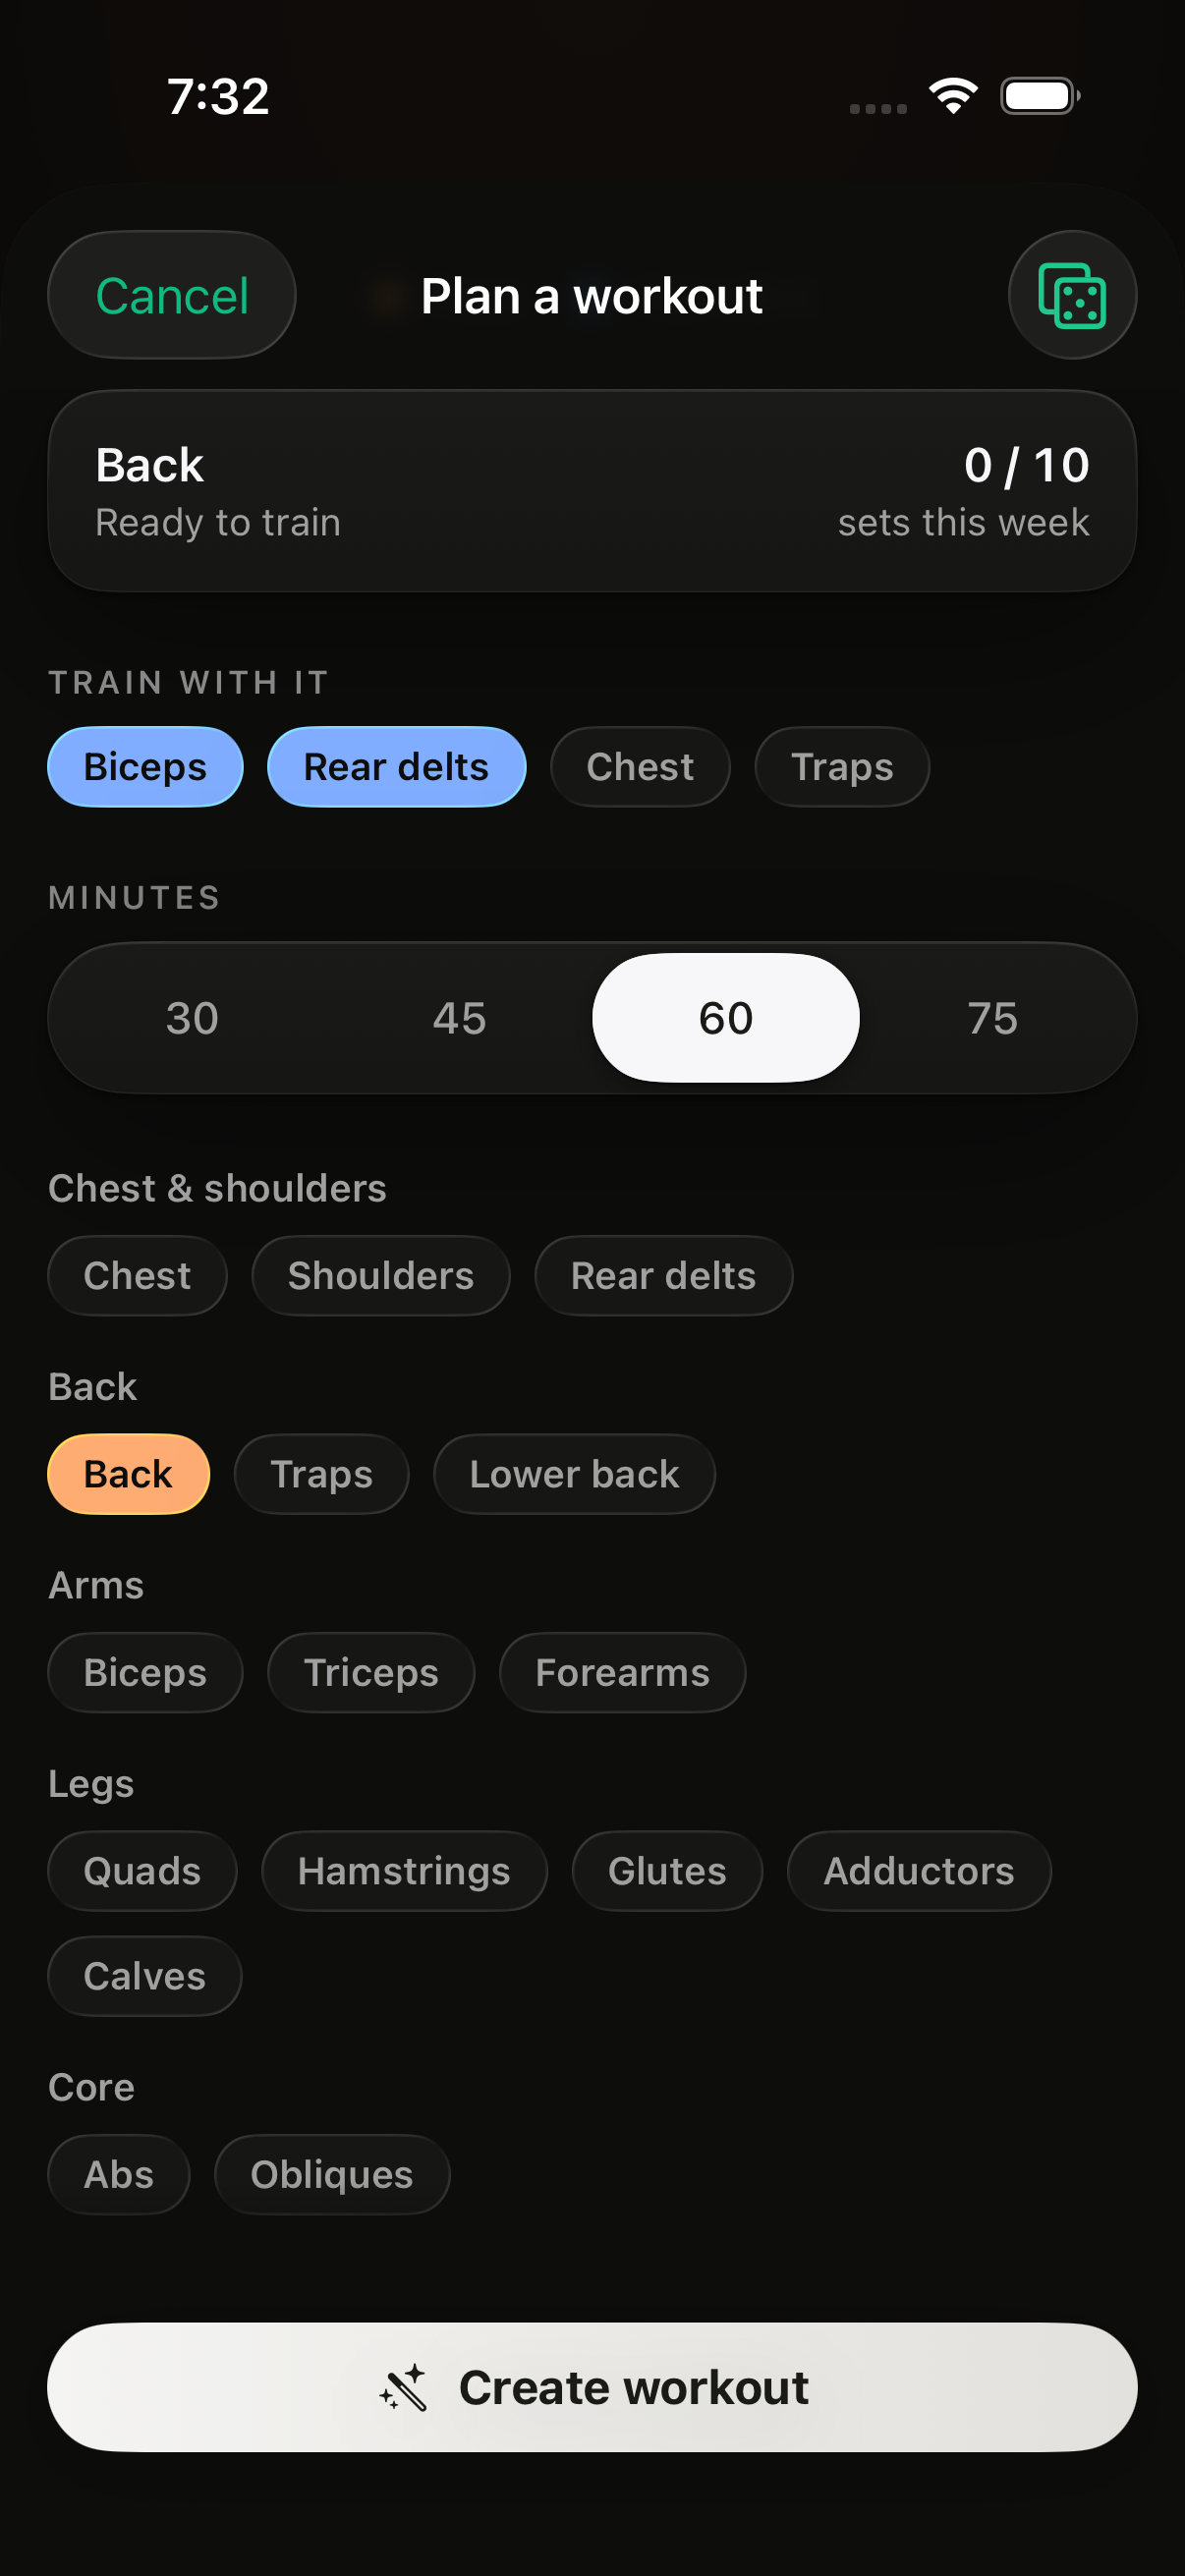 7:32
Cancel
Plan a workout
Back
0 / 10
Ready to train
sets this week
TRAIN WITH IT
Biceps
Rear delts
Chest
Traps
MINUTES
30
45
60
75
Chest & shoulders
Chest
Shoulders
Rear delts
Back
Back
Traps
Lower back
Arms
Biceps
Triceps
Forearms
Legs
Quads
Hamstrings
Glutes
Adductors
Calves
Core
Abs
Obliques
Create workout